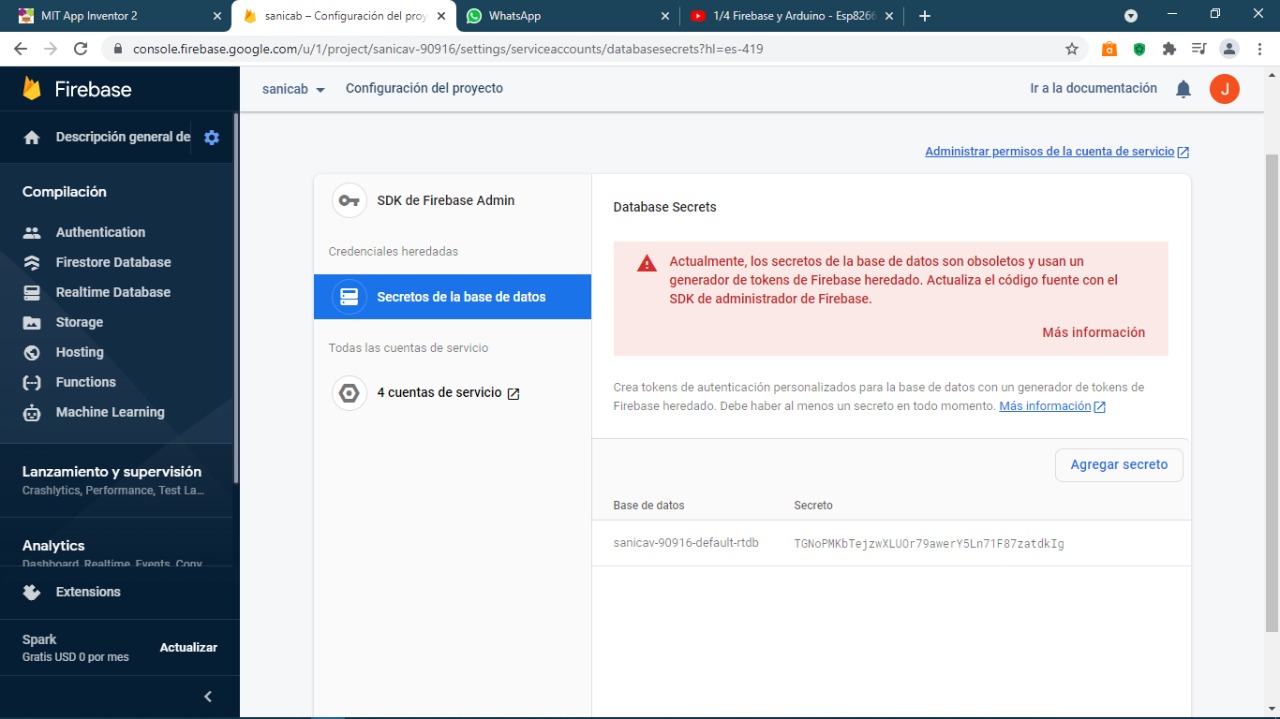 MIT App Inventor 2
sanicab – Configuración del proy
WhatsApp
1/4 Firebase y Arduino - Esp8266
console.firebase.google.com/u/1/project/sanicav-90916/settings/serviceaccounts/databasesecrets?hl=es-419
Firebase
sanicab
Configuración del proyecto
Ir a la documentación
J
Descripción general de
Administrar permisos de la cuenta de servicio
Compilación
Authentication
Firestore Database
Realtime Database
Storage
Hosting
Functions
Machine Learning
Lanzamiento y supervisión
Crashlytics, Performance, Test La...
Analytics
Dashboard, Realtime, Events, Conv
Extensions
Spark
Gratis USD 0 por mes
Actualizar
SDK de Firebase Admin
Credenciales heredadas
Secretos de la base de datos
Todas las cuentas de servicio
4 cuentas de servicio
Database Secrets
Actualmente, los secretos de la base de datos son obsoletos y usan un
generador de tokens de Firebase heredado. Actualiza el código fuente con el
SDK de administrador de Firebase.
Más información
Crea tokens de autenticación personalizados para la base de datos con un generador de tokens de
Firebase heredado. Debe haber al menos un secreto en todo momento. Más información
Agregar secreto
Base de datos
Secreto
sanicav-90916-default-rtdb
TGNoPMKbTejzwXLUOr79awerY5Ln71F87zatdkIg